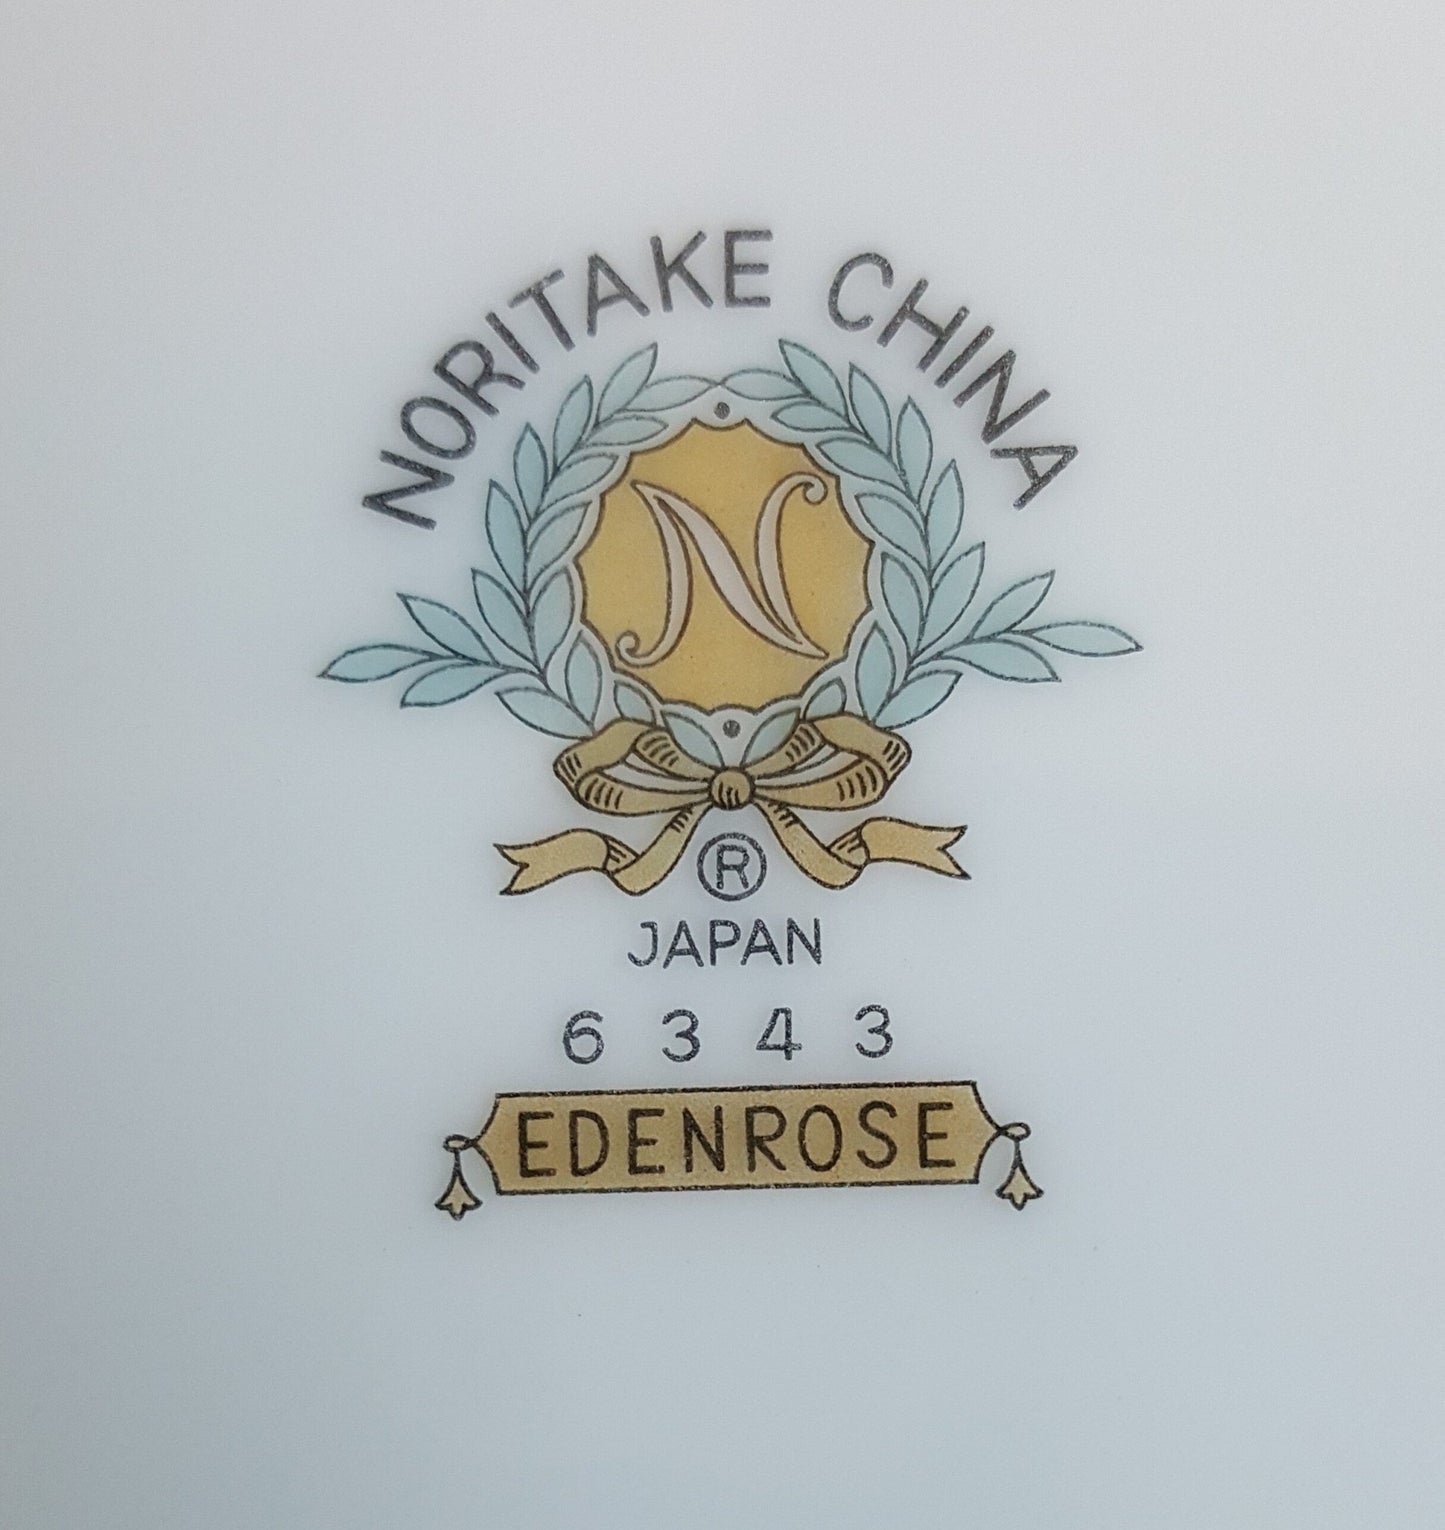 NORITAKE CHINA
N
®
JAPAN
6343
EDENROSE